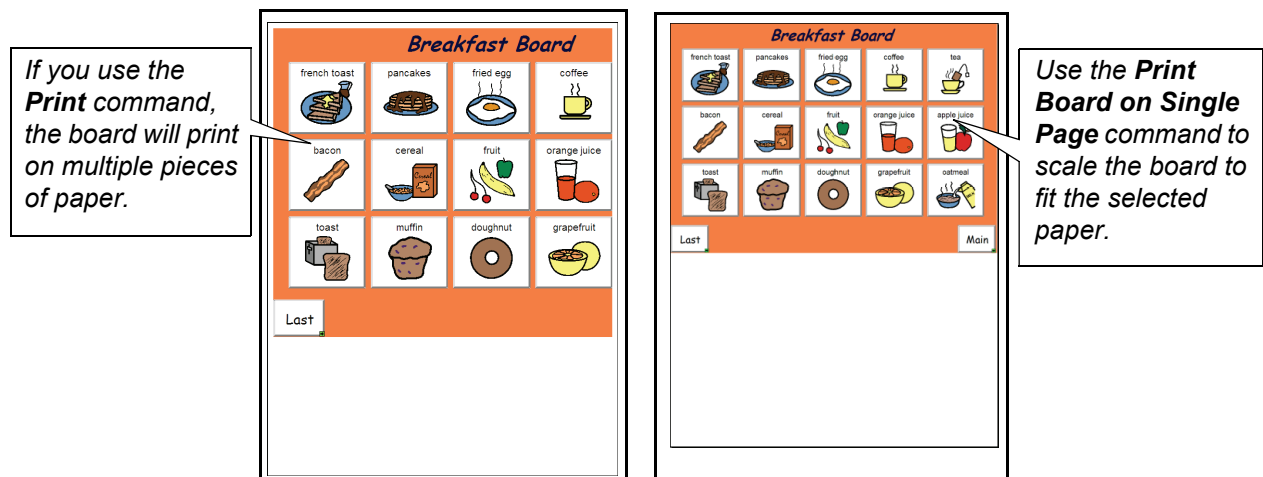 If you use the
Print command,
the board will print
on multiple pieces
of paper.
Breakfast Board
french toast pancakes fried egg coffee
bacon cereal fruit orange juice
Cereal
toast muffin doughnut grapefruit
Last
Breakfast Board
french toast pancakes fried egg coffee tea
bacon cereal fruit orange juice apple juice
toast muffin doughnut grapefruit oatmeal
Last Main
Use the Print
Board on Single
Page command to
scale the board to
fit the selected
paper.